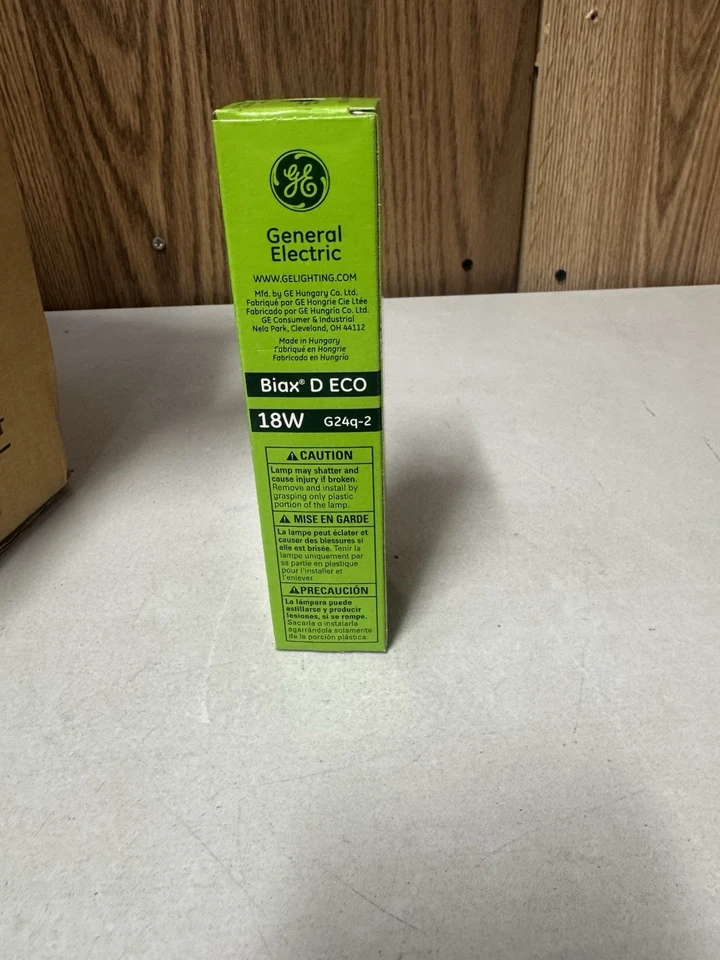 GE
General
Electric
WWW.GELIGHTING.COM
Mfd. by GE Hungary Co. Ltd.
Fabriqué par GE Hongrie Cie Ltée
Fabricado por GE Hungría Co. Ltd.
GE Consumer & Industrial
Nela Park, Cleveland, OH 44112
Made in Hungary
Fabriqué en Hongrie
Fabricado en Hungría
Biax® D ECO
18W G24q-2
CAUTION
Lamp may shatter and
cause injury if broken.
Remove and install by
grasping only plastic
portion of the lamp.
MISE EN GARDE
La lampe peut éclater et
causer des blessures si
elle est brisée. Tenir la
lampe uniquement par
sa partie en plastique
pour l'installer et
l'enlever.
PRECAUCIÓN
La lámpara puede
astillarse y producir
lesiones, si se rompe.
Sacarla o instalarla
agarrándola solamente
de la porción plástica.